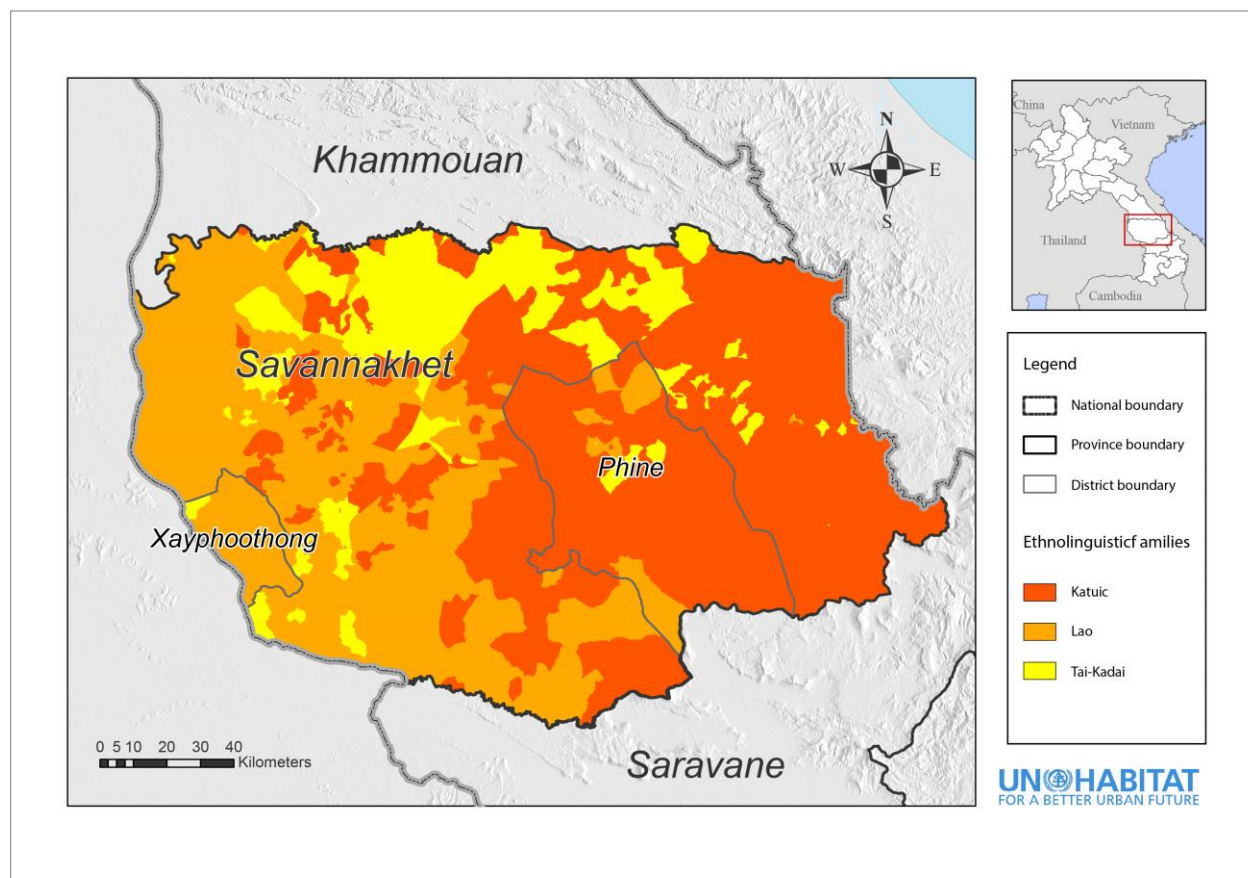 Khammouan
N
W
E
S
Savannakhet
Phine
Xayphoothong
0 5 10 20 30 40
Kilometers
Saravane
China
Vietnam
Thailand
Cambodia
Legend
National boundary
Province boundary
District boundary
Ethnolinguisticf amilies
Katuic
Lao
Tai-Kadai
UN HABITAT
FOR A BETTER URBAN FUTURE